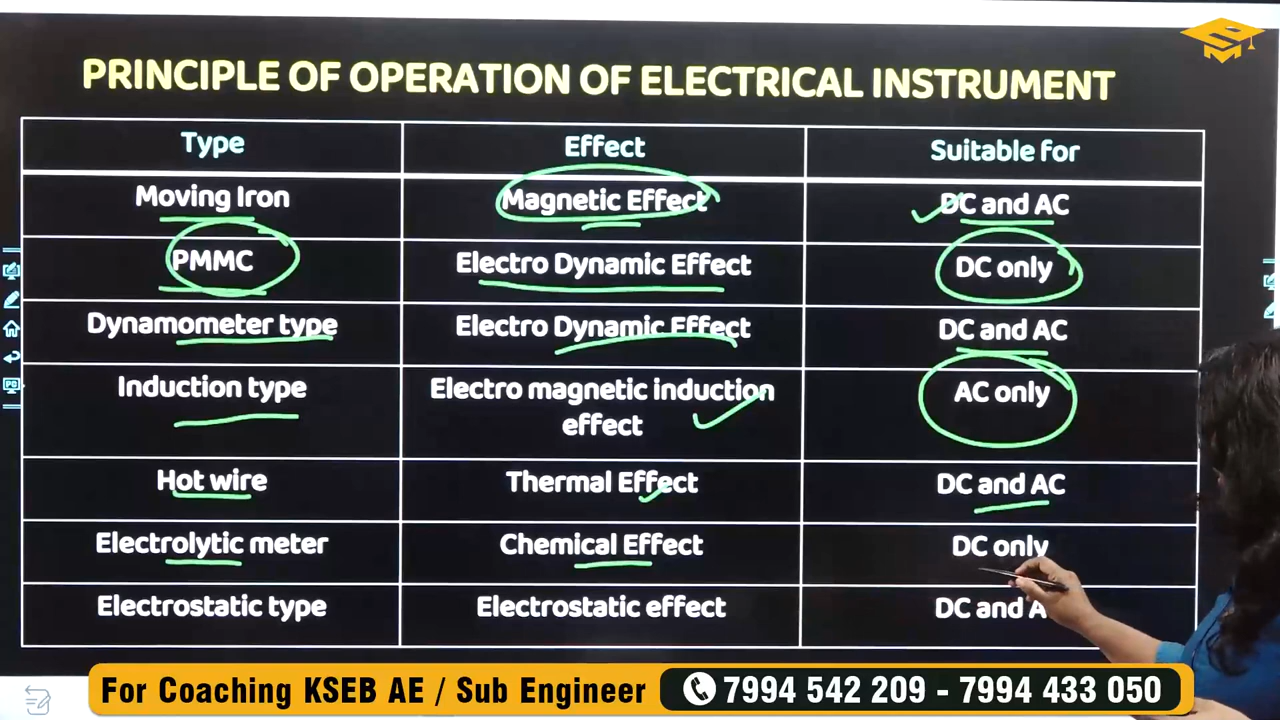 PRINCIPLE OF OPERATION OF ELECTRICAL INSTRUMENT
Type Effect Suitable for
Moving Iron Magnetic Effect DC and AC
PMMC Electro Dynamic Effect DC only
Dynamometer type Electro Dynamic Effect DC and AC
Induction type Electro magnetic induction effect AC only
Hot wire Thermal Effect DC and AC
Electrolytic meter Chemical Effect DC only
Electrostatic type Electrostatic effect DC and A
For Coaching KSEB AE / Sub Engineer 7994 542 209 - 7994 433 050